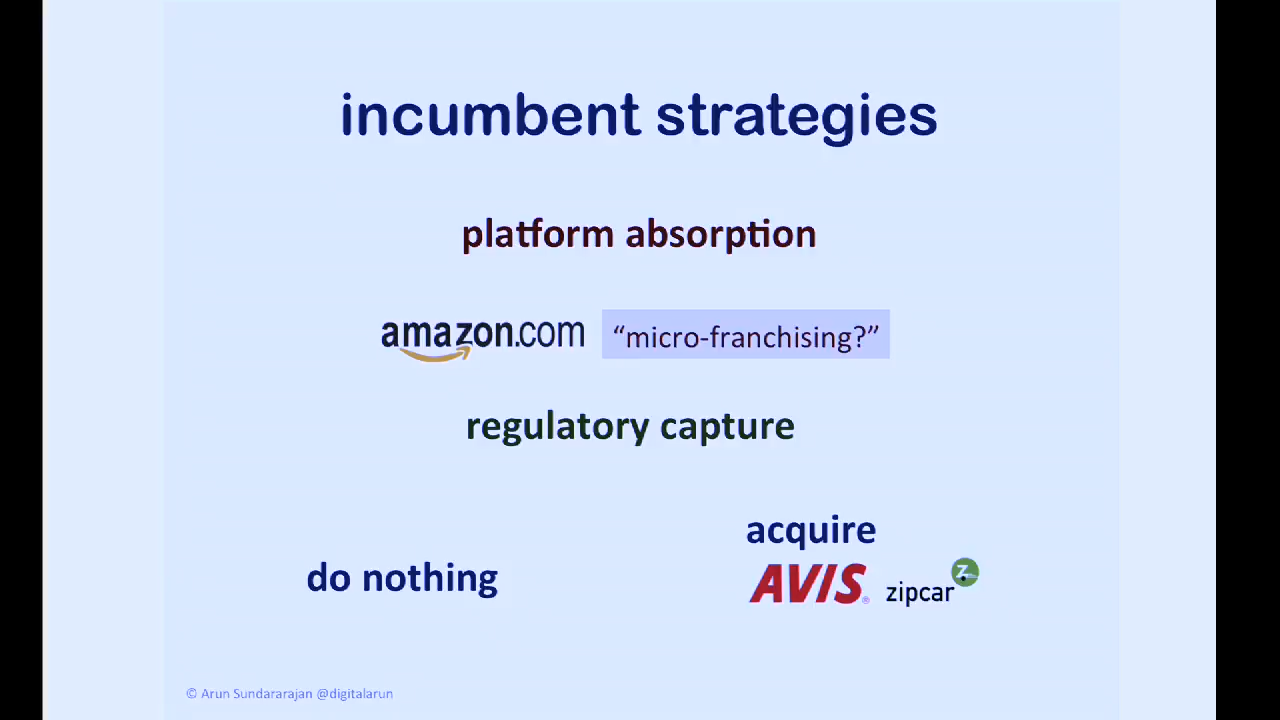 incumbent strategies
platform absorption
amazon.com “micro-franchising?”
regulatory capture
acquire
do nothing
AVIS® zipcar Z
© Arun Sundararajan @digitalarun